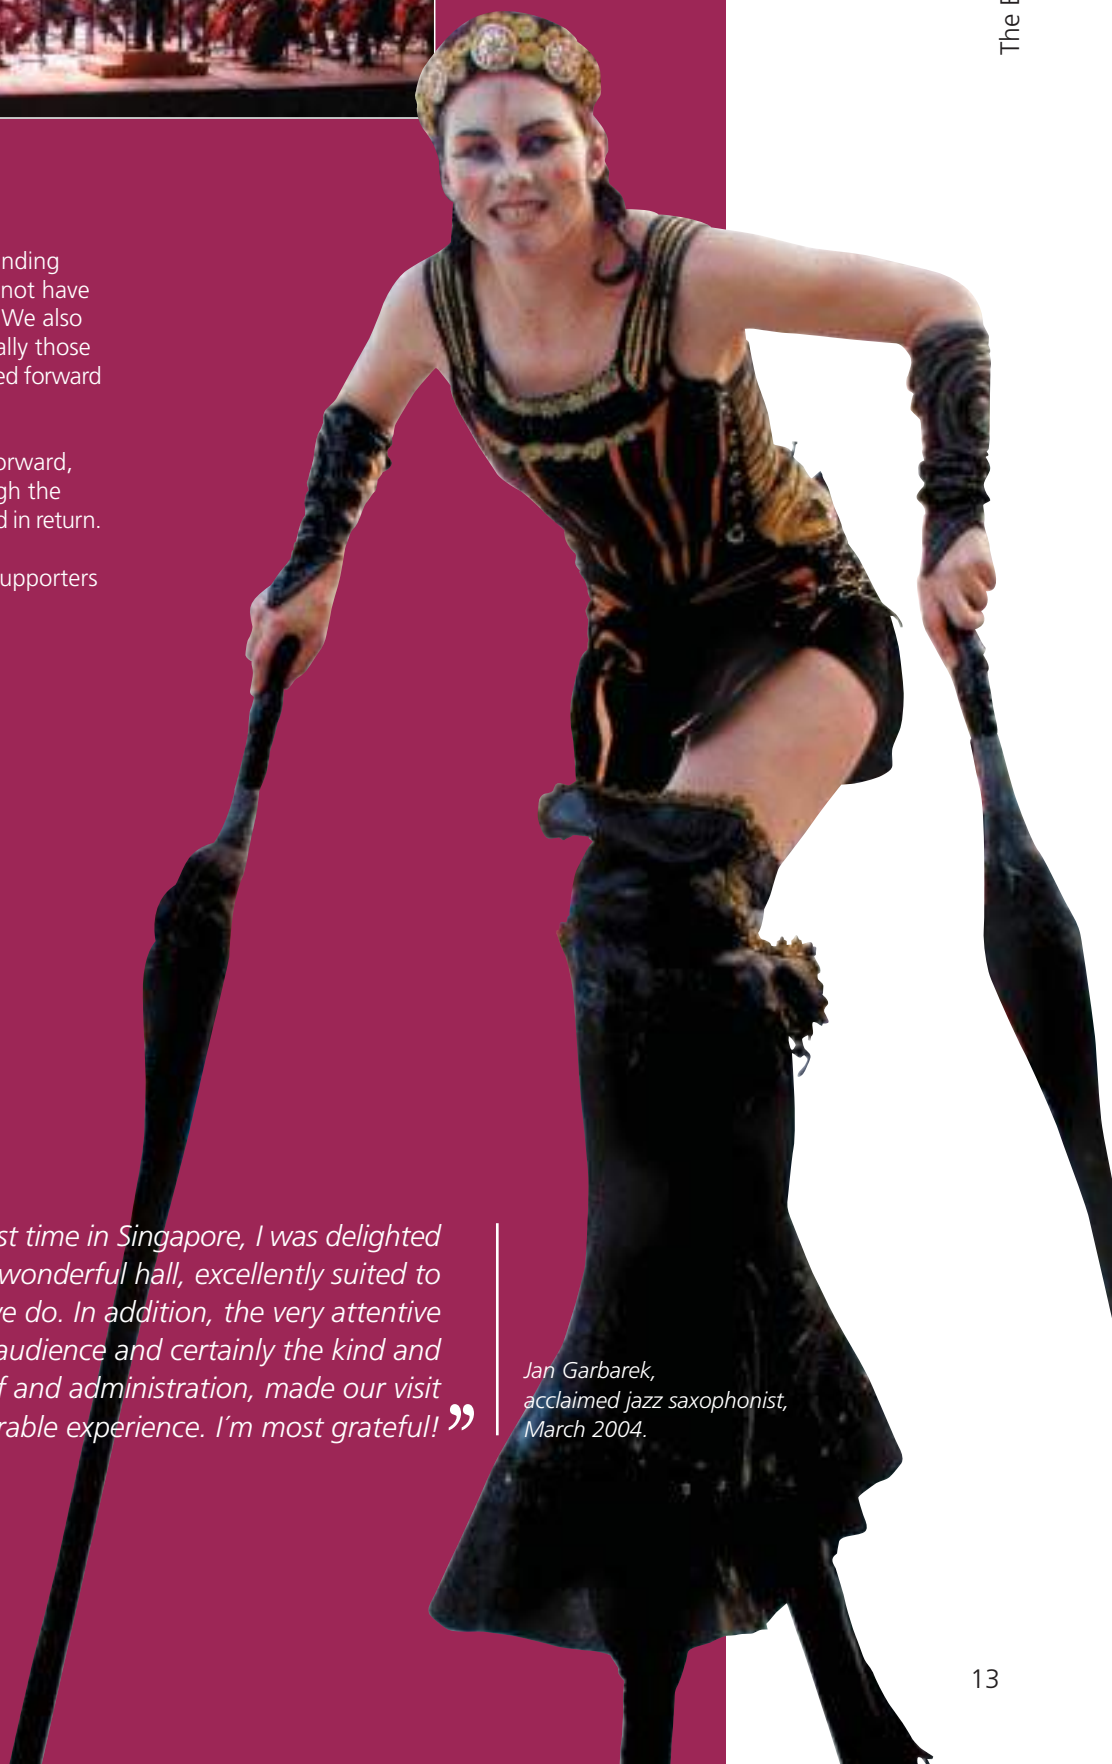 The
nding
not have
We also
ally those
ed forward
orward,
gh the
d in return.
upporters
st time in Singapore, I was delighted
wonderful hall, excellently suited to
ve do. In addition, the very attentive
audience and certainly the kind and
f and administration, made our visit
rable experience. I´m most grateful! ”
Jan Garbarek,
acclaimed jazz saxophonist,
March 2004.
13